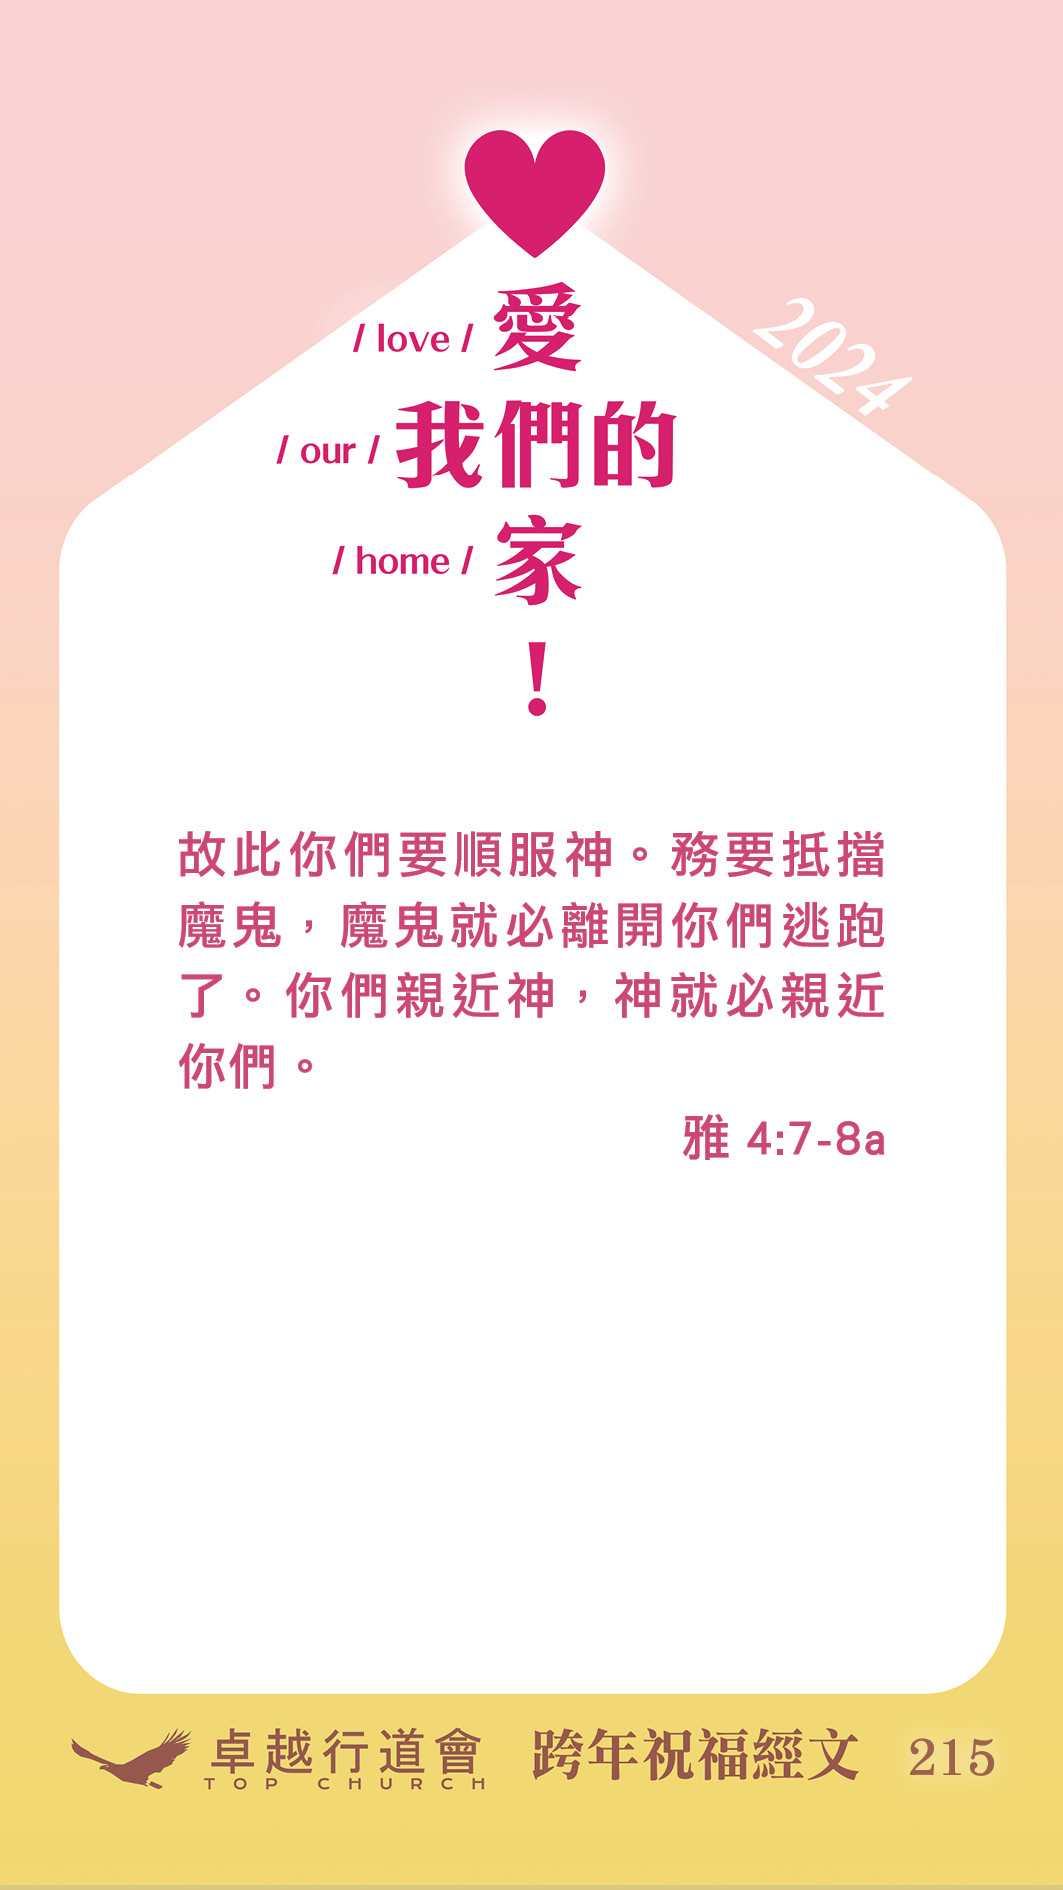 / love / 愛
2024
/ our / 我們的
/ home / 家
!
故此你們要順服神。務要抵擋
魔鬼，魔鬼就必離開你們逃跑
了。你們親近神，神就必親近
你們。
雅 4:7-8a
卓越行道會 跨年祝福經文 215
TOP CHURCH